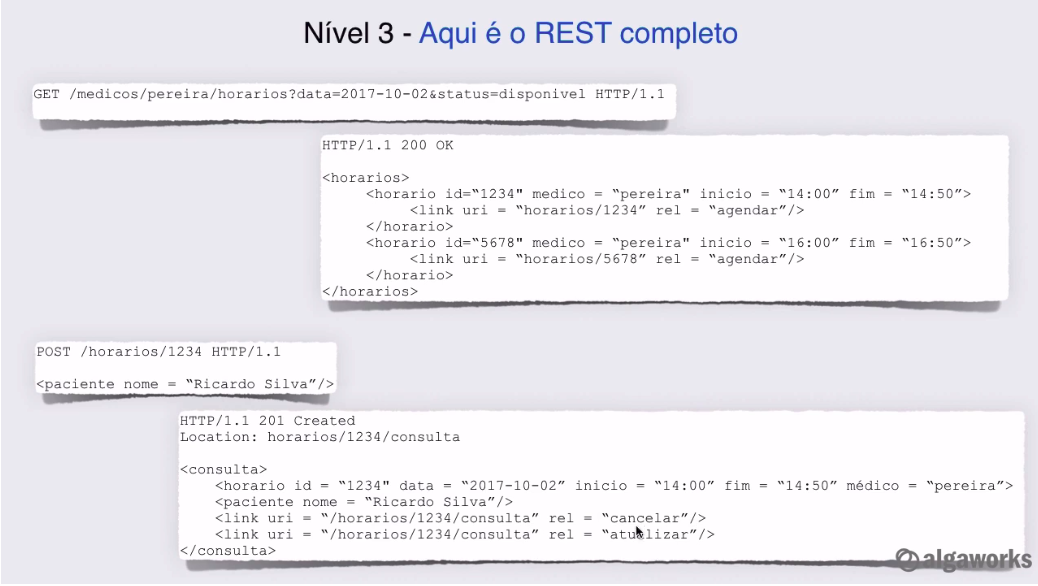 Nível 3 - Aqui é o REST completo
GET /medicos/pereira/horarios?data=2017-10-02&status=disponivel HTTP/1.1
HTTP/1.1 200 OK
<horarios>
<horario id=“1234" medico = “pereira" inicio = “14:00” fim = “14:50”>
<link uri = “horarios/1234” rel = “agendar”/>
</horario>
<horario id=“5678" medico = “pereira" inicio = “16:00” fim = “16:50”>
<link uri = “horarios/5678” rel = “agendar”/>
</horario>
</horarios>
POST /horarios/1234 HTTP/1.1
<paciente nome = “Ricardo Silva”/>
HTTP/1.1 201 Created
Location: horarios/1234/consulta
<consulta>
<horario id = “1234" data = “2017-10-02” inicio = “14:00” fim = “14:50” médico = “pereira”>
<paciente nome = “Ricardo Silva”/>
<link uri = “/horarios/1234/consulta” rel = “cancelar”/>
<link uri = “/horarios/1234/consulta” rel = “atualizar”/>
</consulta>
algaworks